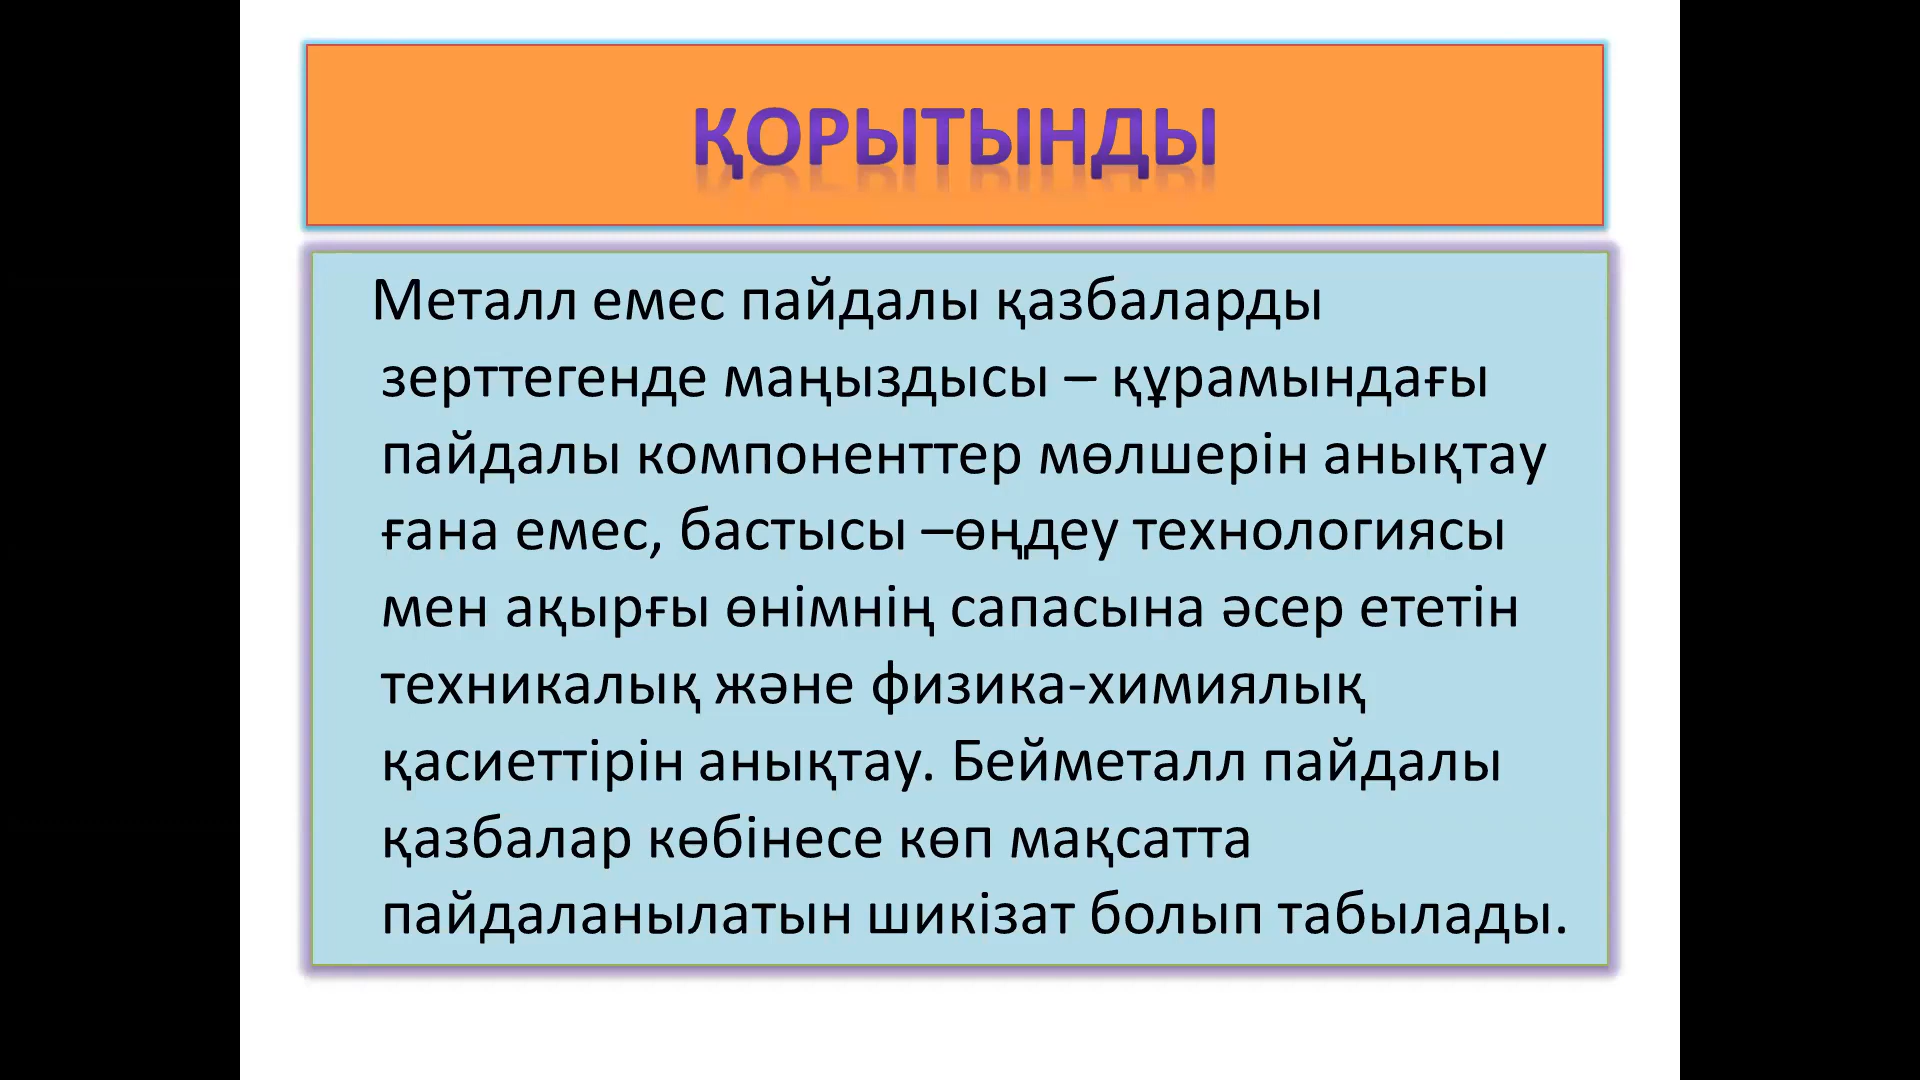 ҚОРЫТЫНДЫ
Металл емес пайдалы қазбаларды
зерттегенде маңыздысы – құрамындағы
пайдалы компоненттер мөлшерін анықтау
ғана емес, бастысы –өңдеу технологиясы
мен ақырғы өнімнің сапасына әсер ететін
техникалық және физика-химиялық
қасиеттірін анықтау. Бейметалл пайдалы
қазбалар көбінесе көп мақсатта
пайдаланылатын шикізат болып табылады.